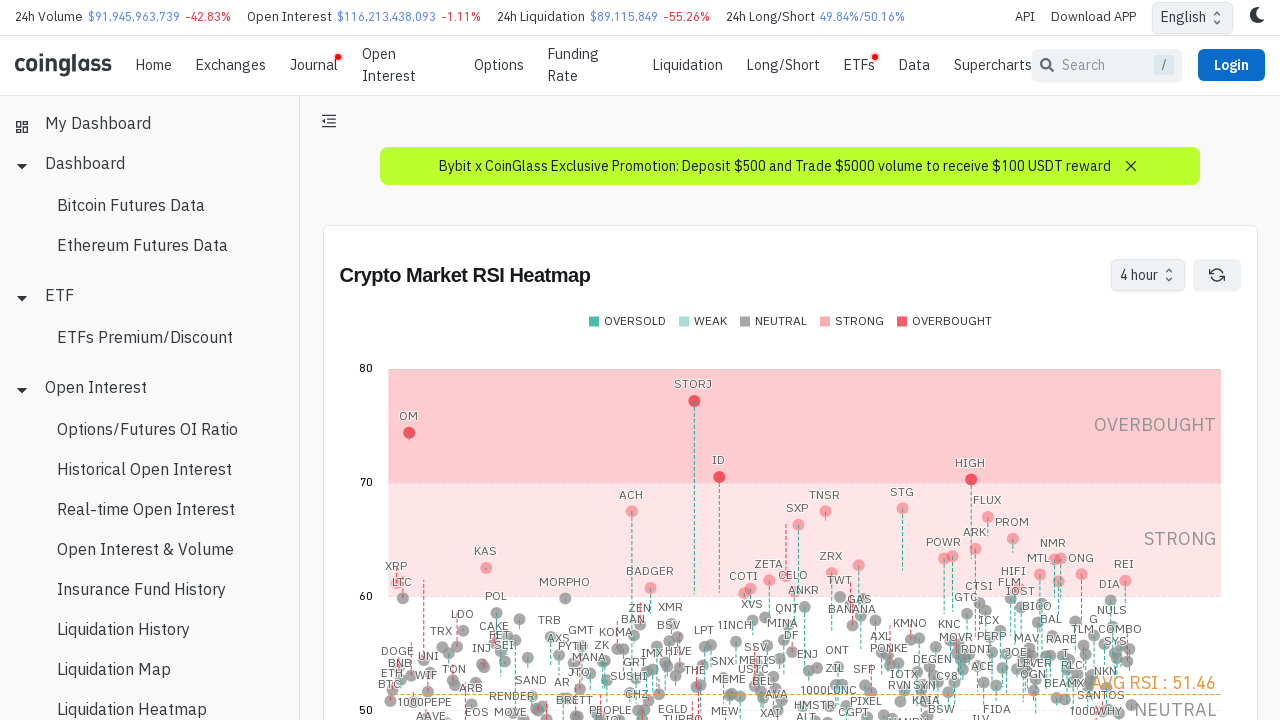 24h Volume $91,945,963,739 -42.83% Open Interest $116,213,438,093 -1.11% 24h Liquidation $89,115,849 -55.26% 24h Long/Short 49.84%/50.16% API Download APP English
coinglass Home Exchanges Journal Open Interest Options Funding Rate Liquidation Long/Short ETFs Data Supercharts Search / Login
My Dashboard
Dashboard
Bitcoin Futures Data
Ethereum Futures Data
ETF
ETFs Premium/Discount
Open Interest
Options/Futures OI Ratio
Historical Open Interest
Real-time Open Interest
Open Interest & Volume
Insurance Fund History
Liquidation History
Liquidation Map
Liquidation Heatmap
Bybit x CoinGlass Exclusive Promotion: Deposit $500 and Trade $5000 volume to receive $100 USDT reward
Crypto Market RSI Heatmap 4 hour
OVERSOLD WEAK NEUTRAL STRONG OVERBOUGHT
80
STORJ
OM
OVERBOUGHT
ID HIGH
70
ACH TNSR STG
SXP FLUX
PROM
ARK
POWR NMR STRONG
KAS
ZRX MTL ONG
XRP BADGER ZETA REI
COTI CELO HIFI
LTC MORPHO TWT FLM DIA
CTSI
60
POL ANKR IOST
GTC
XVS GAS
ZEN XMR QNT BANANA BICO NULS
LDO TRB BAN MINA KMNO KNC ICX BAL G
TRX CAKE GMT KOMA BSV LPT 1INCH TLM COMBO
FET AXS DF AXL MOVR PERP MAV RARE SYS
INJ SEI PYTH ZK SSV PONKE RDNT
DOGE UNI MANA IMX HIVE ENJ ONT DEGEN JOE T
BNB GRT SNX METIS ACE LEVER RLC
ETH WIF TON JTO SUSHI THE USTC ZIL SFP IOTX C98 OGN NKN
BTC ARB SAND AR MEME BEL RVN SYN BEAMX AVG RSI : 51.46
RENDER CHZ AVA 1000LUNC SANTOS
1000PEPE BRETT HMSTR PIXEL KAIA
AAVE EOS MOVE PEOPLE EGLD MEW XAI CGPT BSW FIDA 1000WHY NEUTRAL
50 TURBO ALT